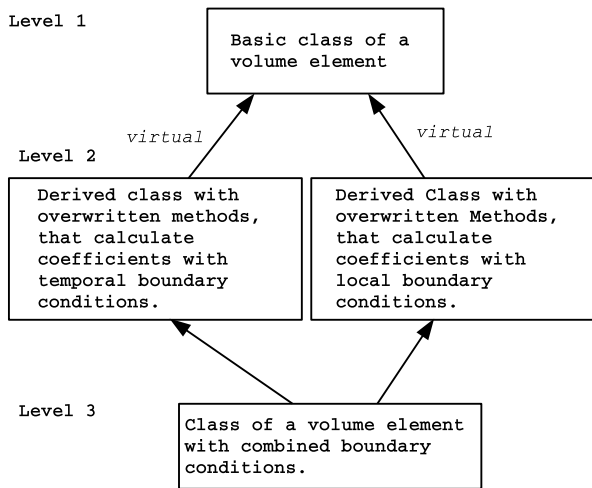 Level 1
Basic class of a
volume element
virtual
virtual
Level 2
Derived class with
overwritten methods,
that calculate
coefficients with
temporal boundary
conditions.
Derived Class with
overwritten Methods,
that calculate
coefficients with
local boundary
conditions.
Level 3
Class of a volume element
with combined boundary
conditions.